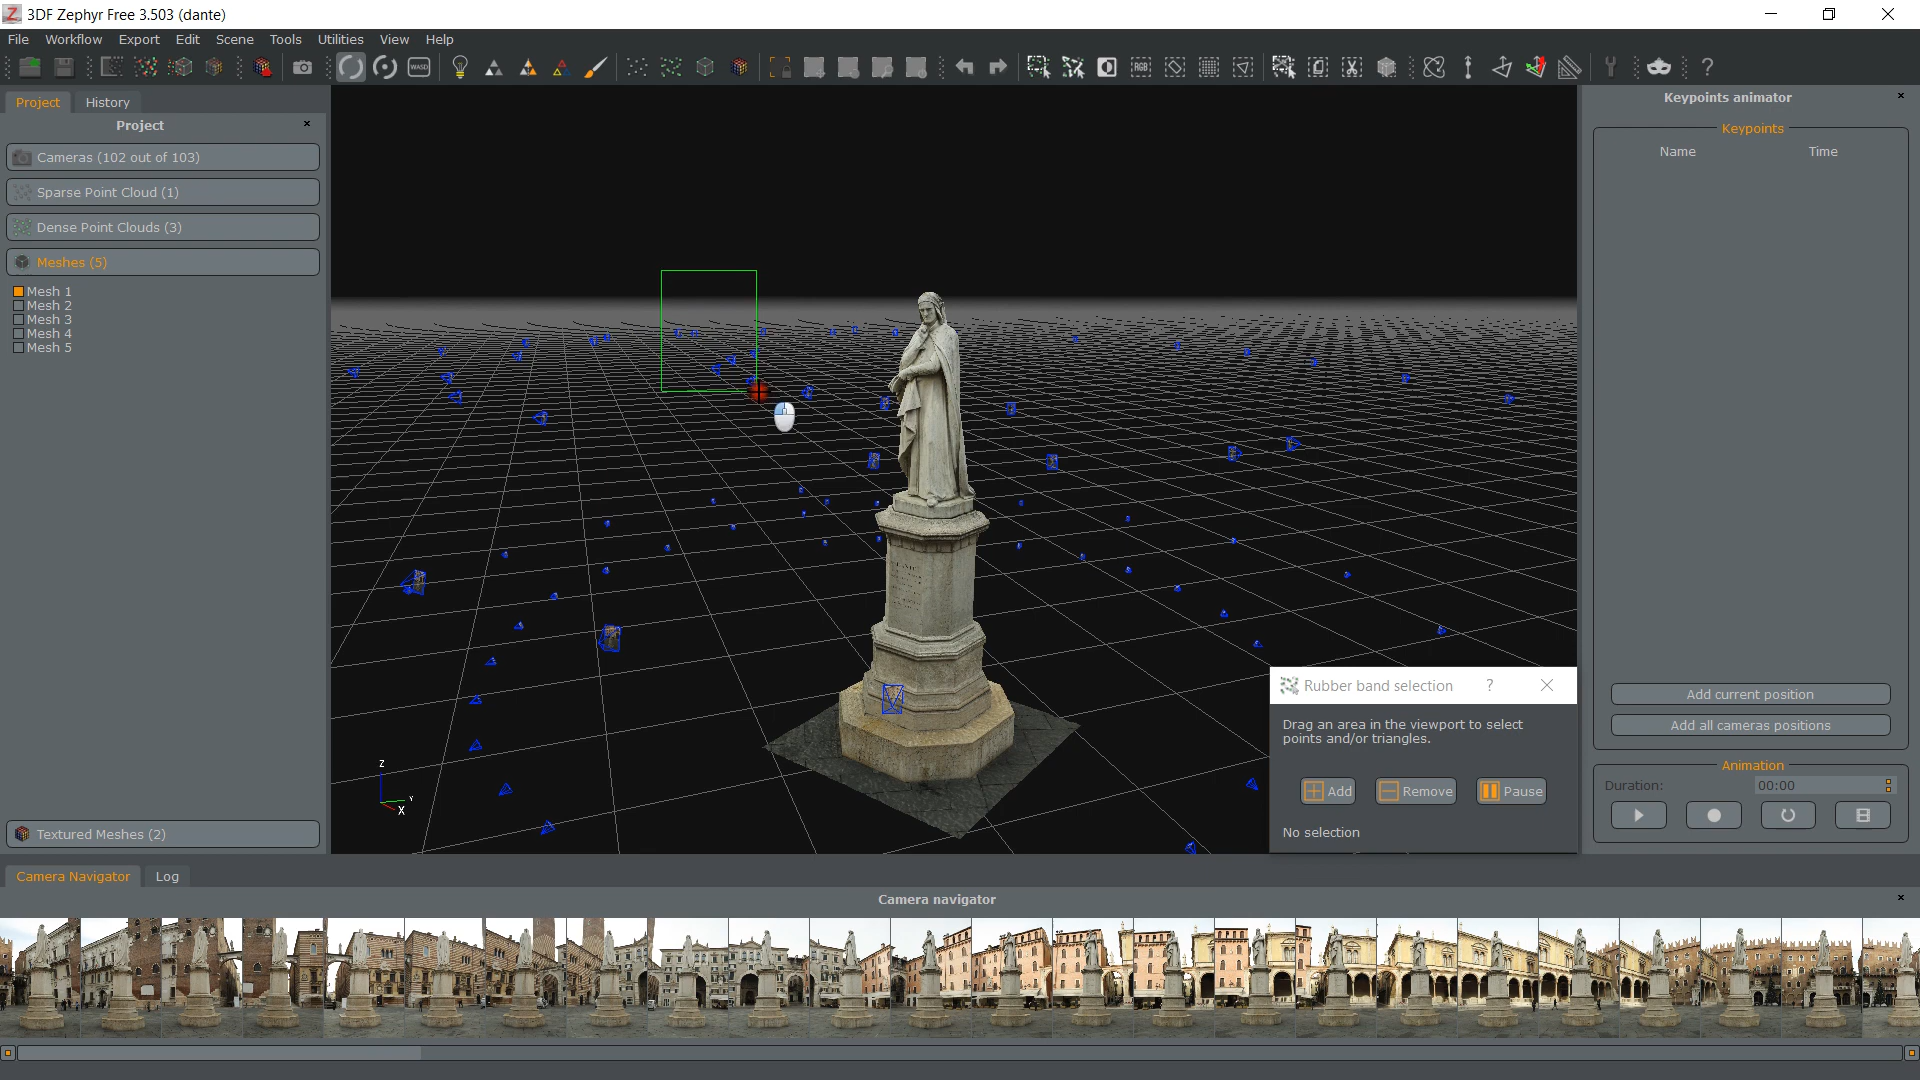 3DF Zephyr Free 3.503 (dante)
File Workflow Export Edit Scene Tools Utilities View Help
WASD
RGB
Project History
Project
Cameras (102 out of 103)
Sparse Point Cloud (1)
Dense Point Clouds (3)
Meshes (5)
Mesh 1
Mesh 2
Mesh 3
Mesh 4
Mesh 5
Textured Meshes (2)
Z
Y
X
Rubber band selection ?
Drag an area in the viewport to select
points and/or triangles.
Add Remove Pause
No selection
Keypoints animator
Keypoints
Name Time
Add current position
Add all cameras positions
Animation
Duration: 00:00
Camera Navigator Log
Camera navigator